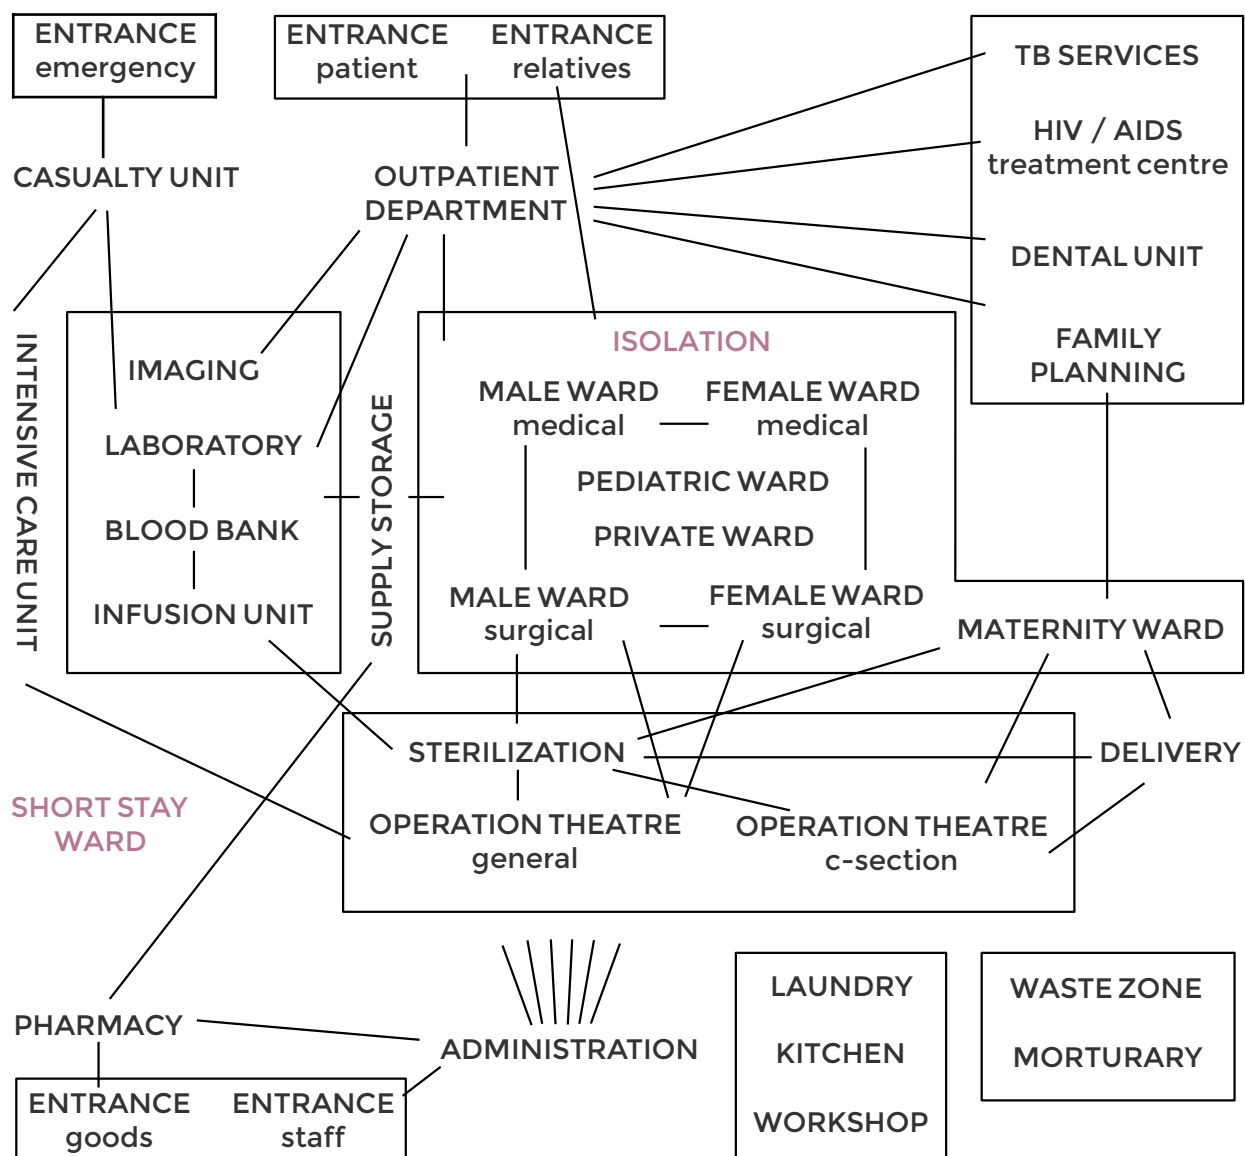 ENTRANCE
emergency
ENTRANCE
patient
ENTRANCE
relatives
TB SERVICES
HIV / AIDS
treatment centre
DENTAL UNIT
FAMILY
PLANNING
CASUALTY UNIT
OUTPATIENT
DEPARTMENT
INTENSIVE CARE UNIT
IMAGING
LABORATORY
BLOOD BANK
INFUSION UNIT
SUPPLY STORAGE
ISOLATION
MALE WARD
medical
FEMALE WARD
medical
PEDIATRIC WARD
PRIVATE WARD
MALE WARD
surgical
FEMALE WARD
surgical
MATERNITY WARD
STERILIZATION
DELIVERY
OPERATION THEATRE
general
OPERATION THEATRE
c-section
SHORT STAY
WARD
PHARMACY
ADMINISTRATION
ENTRANCE
goods
ENTRANCE
staff
LAUNDRY
KITCHEN
WORKSHOP
WASTE ZONE
MORTURARY